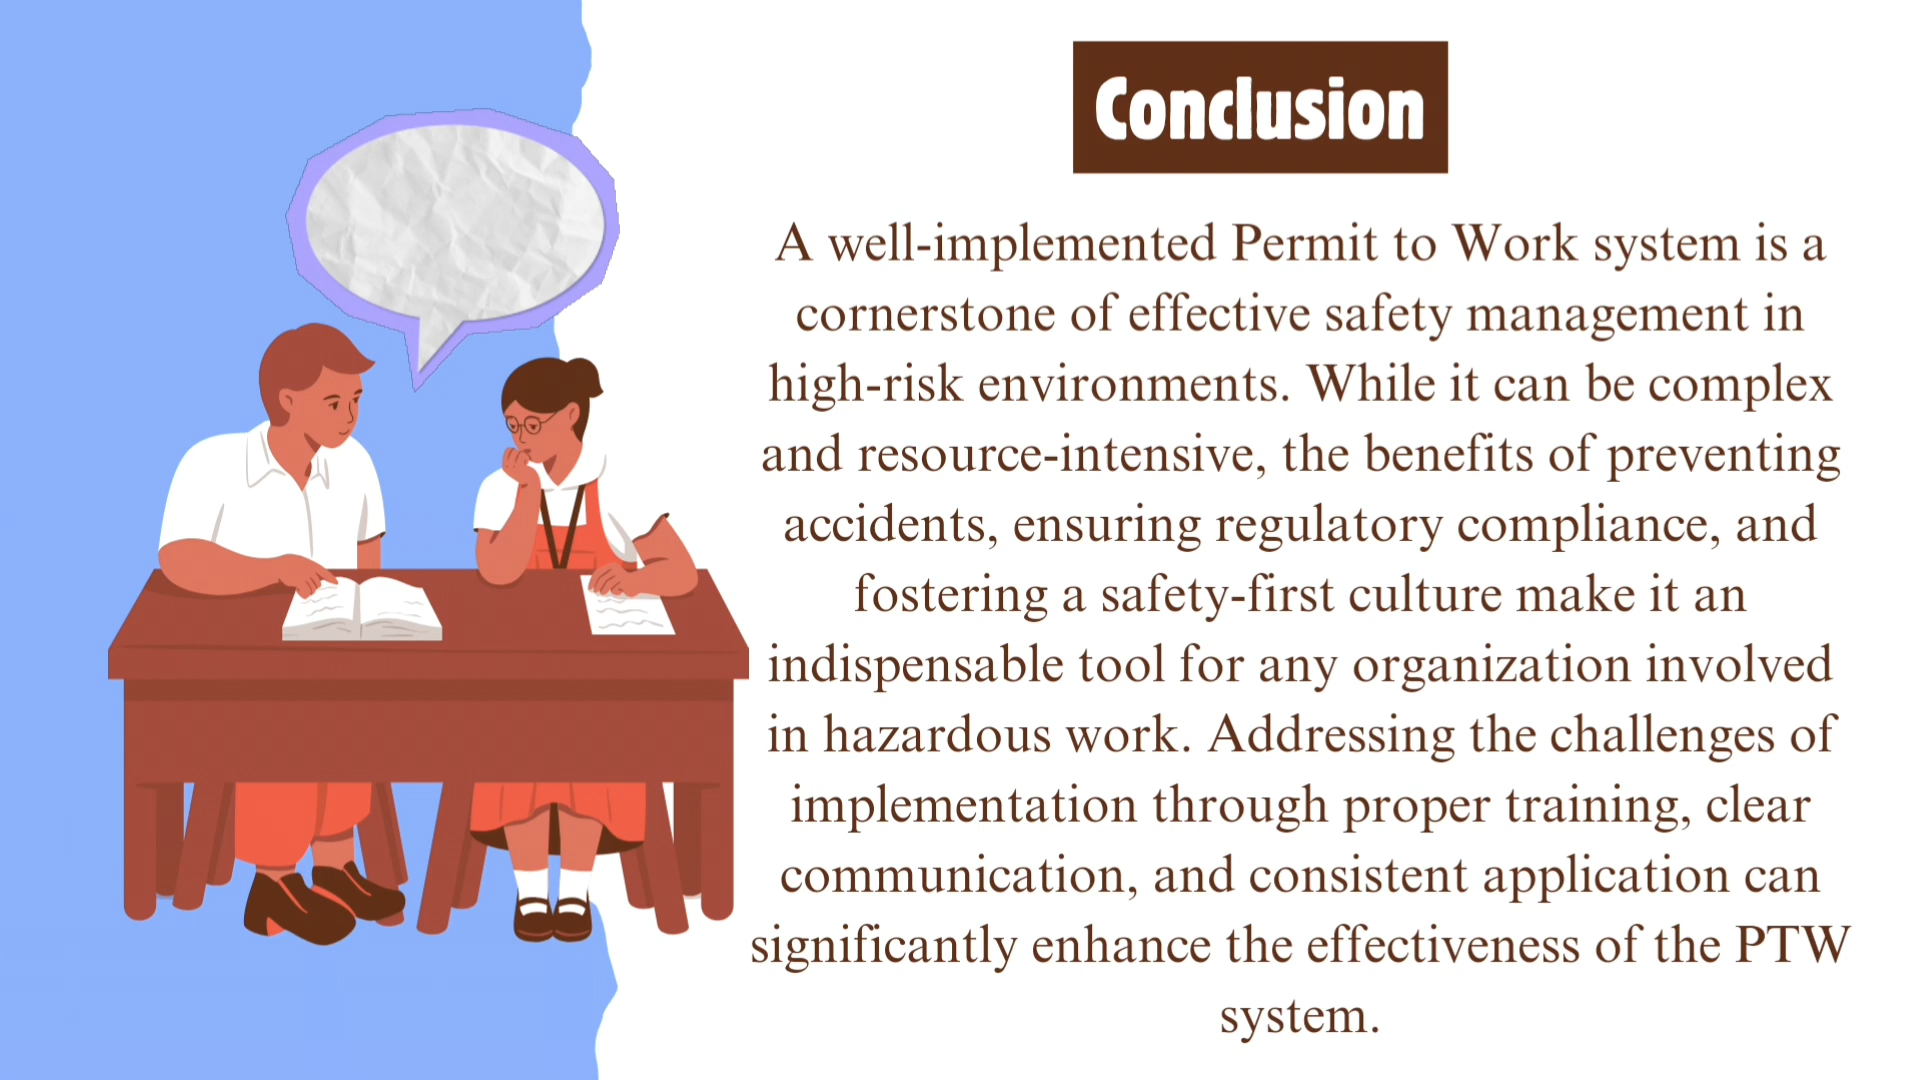 Conclusion
A well-implemented Permit to Work system is a
cornerstone of effective safety management in
high-risk environments. While it can be complex
and resource-intensive, the benefits of preventing
accidents, ensuring regulatory compliance, and
fostering a safety-first culture make it an
indispensable tool for any organization involved
in hazardous work. Addressing the challenges of
implementation through proper training, clear
communication, and consistent application can
significantly enhance the effectiveness of the PTW
system.